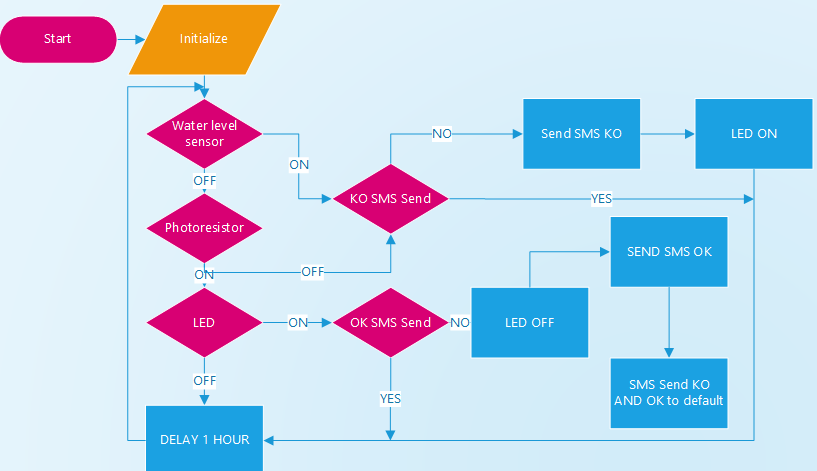 Start
Initialize
Water level
sensor
ON
NO
Send SMS KO
LED ON
OFF
KO SMS Send
YES
Photoresistor
SEND SMS OK
ON
OFF
LED
ON
OK SMS Send
NO
LED OFF
OFF
YES
SMS Send KO
AND OK to default
DELAY 1 HOUR